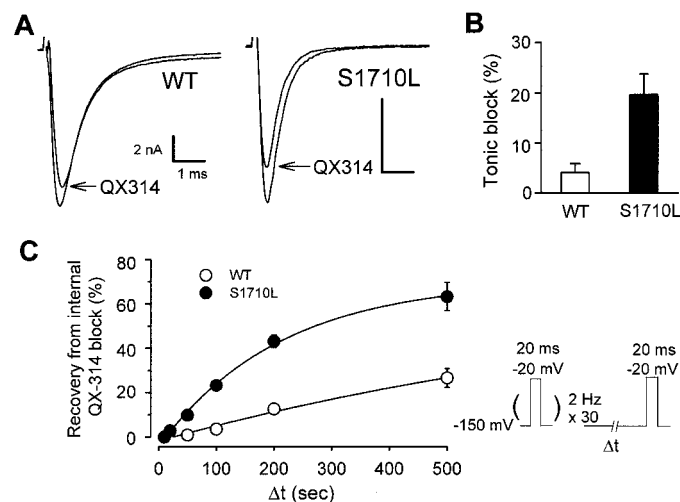 A
WT
QX314
2 nA
1 ms
S1710L
QX314
B
Tonic block (%)
30
20
10
0
WT
S1710L
C
Recovery from internal
QX-314 block (%)
80
60
40
20
0
WT
S1710L
0
100
200
300
400
500
Δt (sec)
20 ms
-20 mV
-150 mV
( ) 2 Hz
x 30
Δt
20 ms
-20 mV